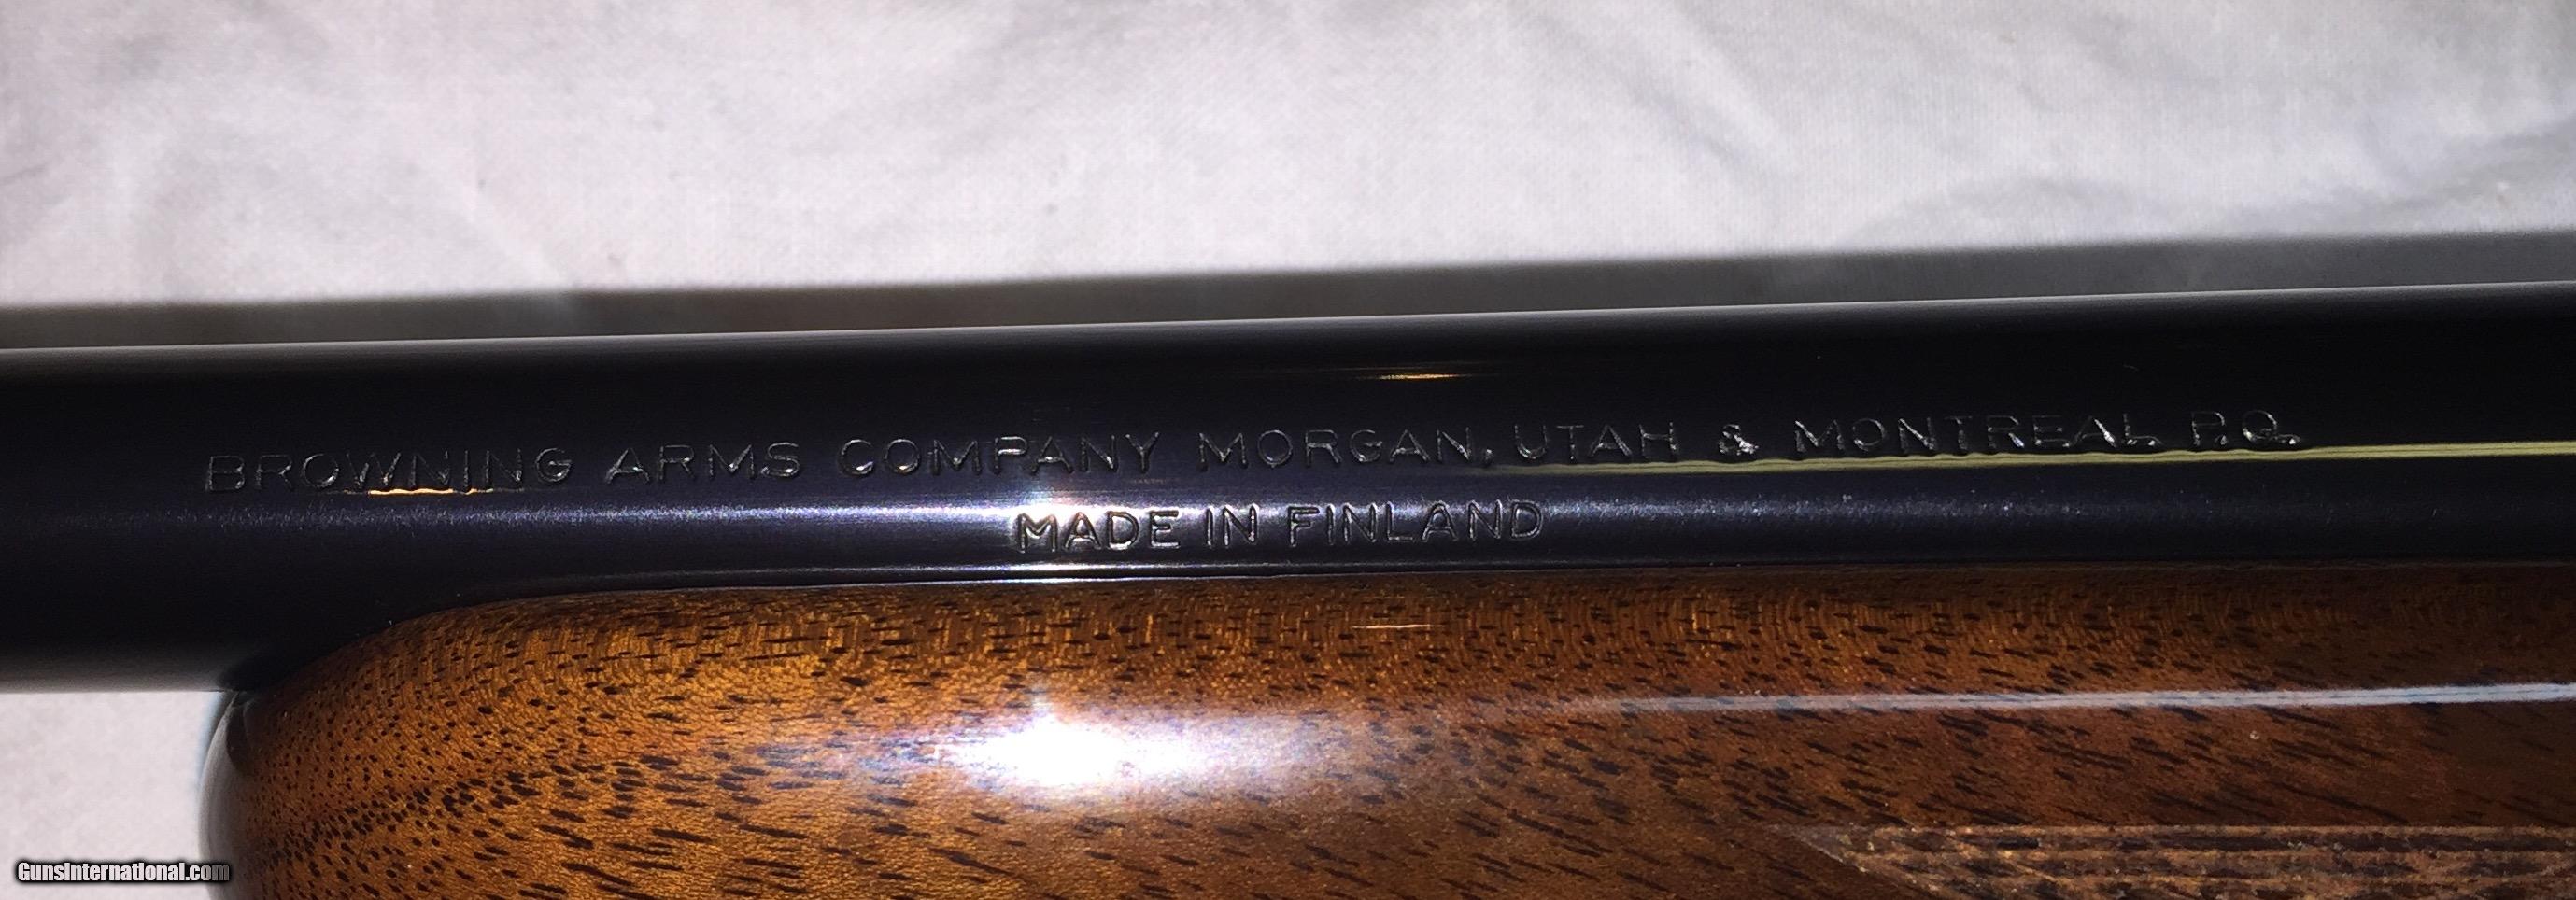 BROWNING ARMS COMPANY MORGAN, UTAH & MONTREAL P.Q.
MADE IN FINLAND
GunsInternational.com